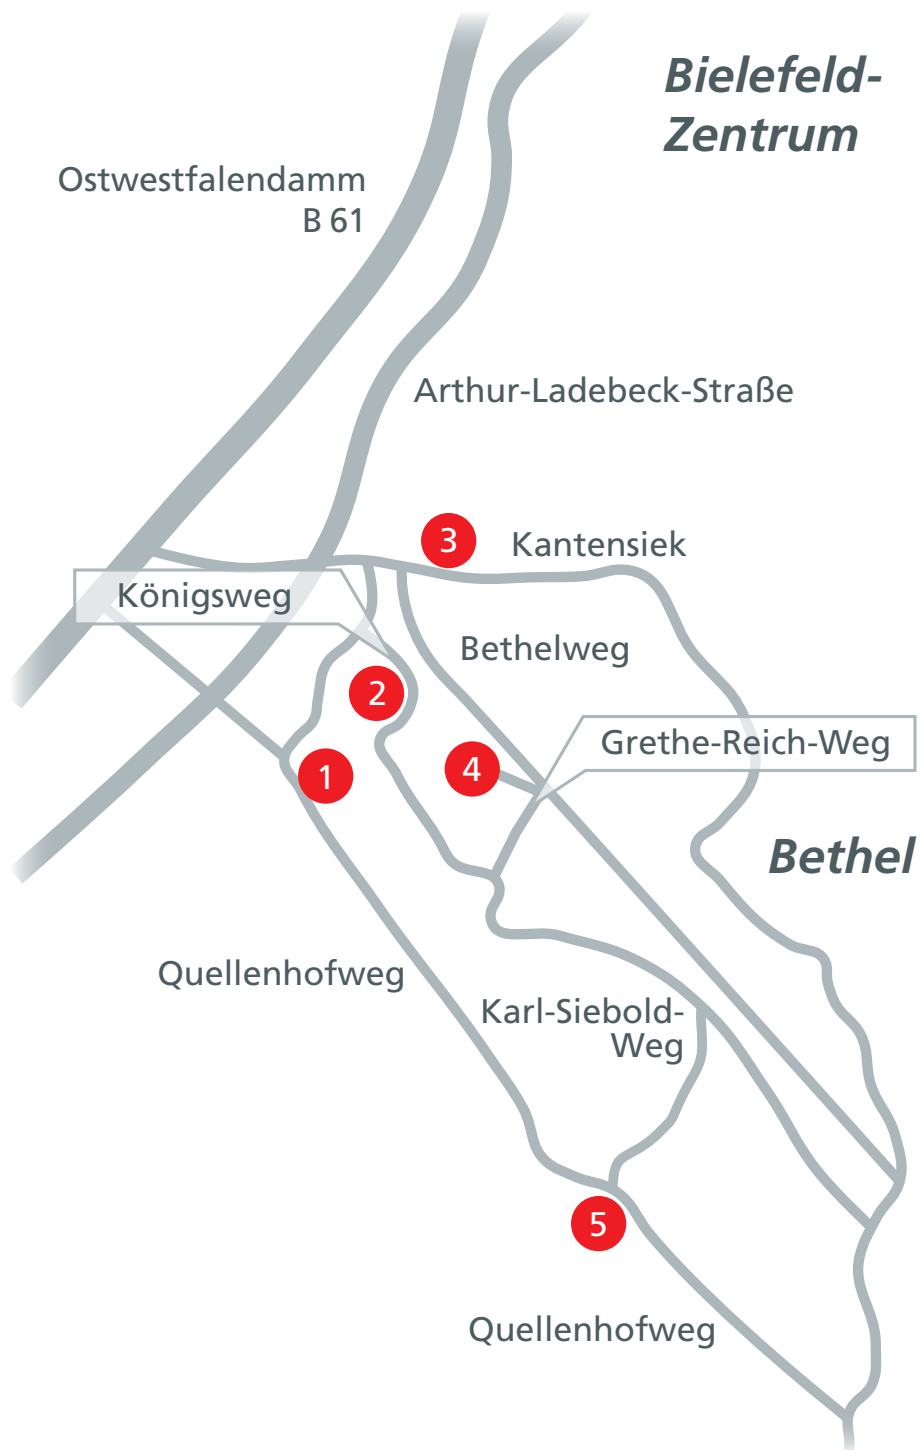 Bielefeld-
Zentrum
Ostwestfalendamm
B 61
Arthur-Ladebeck-Straße
3
Kantensiek
Königsweg
Bethelweg
2
Grethe-Reich-Weg
4
1
Bethel
Quellenhofweg
Karl-Siebold-
Weg
5
Quellenhofweg